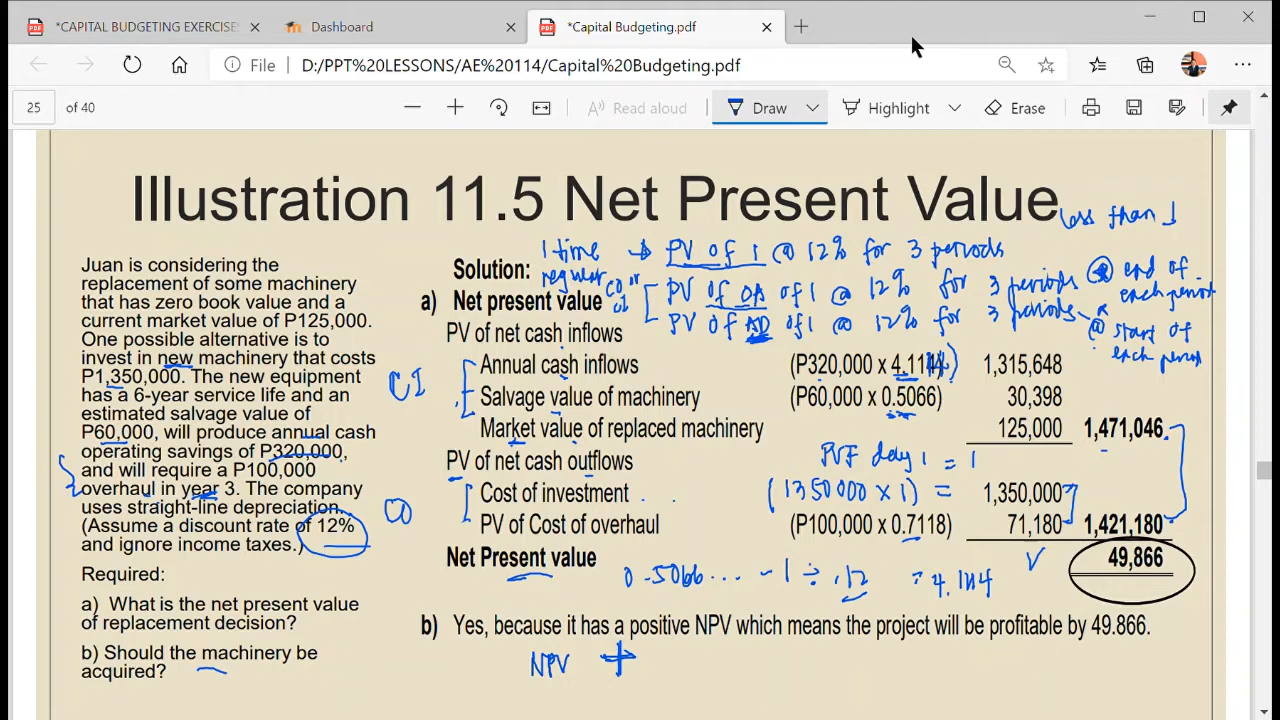 *CAPITAL BUDGETING EXERCISE
Dashboard
*Capital Budgeting.pdf
File D:/PPT%20LESSONS/AE%20114/Capital%20Budgeting.pdf
25 of 40
Read aloud
Draw
Highlight
Erase
Illustration 11.5 Net Present Value
less than 1
Juan is considering the
replacement of some machinery
that has zero book value and a
current market value of P125,000.
One possible alternative is to
invest in new machinery that costs
P1,350,000. The new equipment
has a 6-year service life and an
estimated salvage value of
P60,000, will produce annual cash
operating savings of P320,000,
and will require a P100,000
overhaul in year 3. The company
uses straight-line depreciation.
(Assume a discount rate of 12%
and ignore income taxes.)
Required:
a) What is the net present value
of replacement decision?
b) Should the machinery be
acquired?
1 time → PV of 1 @ 12% for 3 periods
Solution:
regular CO or CI
PV of OA of 1 @ 12% for 3 periods @ end of each period
PV of AD of 1 @ 12% for 3 periods - @ start of each period
a) Net present value
PV of net cash inflows
CI
Annual cash inflows (P320,000 x 4.1114) 1,315,648
Salvage value of machinery (P60,000 x 0.5066) 30,398
Market value of replaced machinery 125,000 1,471,046
PVF day 1 = 1
PV of net cash outflows
CO
Cost of investment (1350000 x 1) = 1,350,000
PV of Cost of overhaul (P100,000 x 0.7118) 71,180 1,421,180
Net Present value 49,866
0.5066... - 1 ÷ .12 = 4.1114
b) Yes, because it has a positive NPV which means the project will be profitable by 49.866.
NPV +